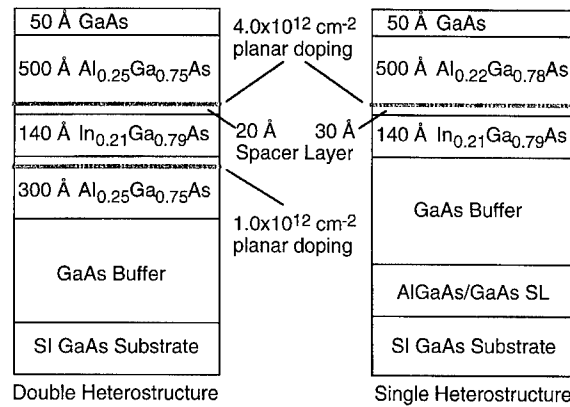 50 Å GaAs
500 Å Al0.25Ga0.75As
140 Å In0.21Ga0.79As
300 Å Al0.25Ga0.75As
GaAs Buffer
SI GaAs Substrate
Double Heterostructure
4.0x10^12 cm-2
planar doping
20 Å 30 Å
Spacer Layer
1.0x10^12 cm-2
planar doping
50 Å GaAs
500 Å Al0.22Ga0.78As
140 Å In0.21Ga0.79As
GaAs Buffer
AlGaAs/GaAs SL
SI GaAs Substrate
Single Heterostructure